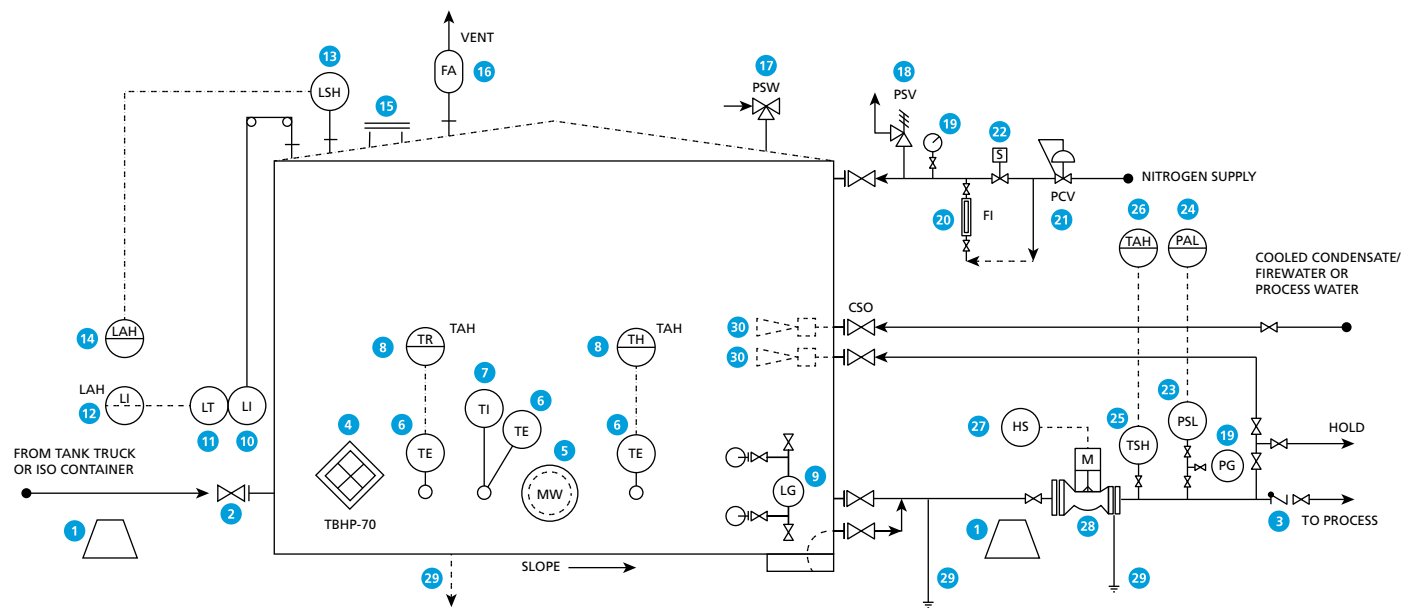 VENT
13
FA
16
17
18
LSH
PSW
PSV
15
19
22
S
NITROGEN SUPPLY
20
FI
PCV
21
26
24
TAH
PAL
COOLED CONDENSATE/
FIREWATER OR
PROCESS WATER
CSO
30
30
14
LAH
TAH
TR
8
TAH
TH
8
7
LAH
LI
12
LT
LI
11
10
TI
6
TE
4
6
TE
5
MW
6
TE
9
LG
23
27
HS
25
PSL
TSH
19
PG
HOLD
M
FROM TANK TRUCK
OR ISO CONTAINER
2
1
TBHP-70
1
28
3
TO PROCESS
SLOPE
29
29
29